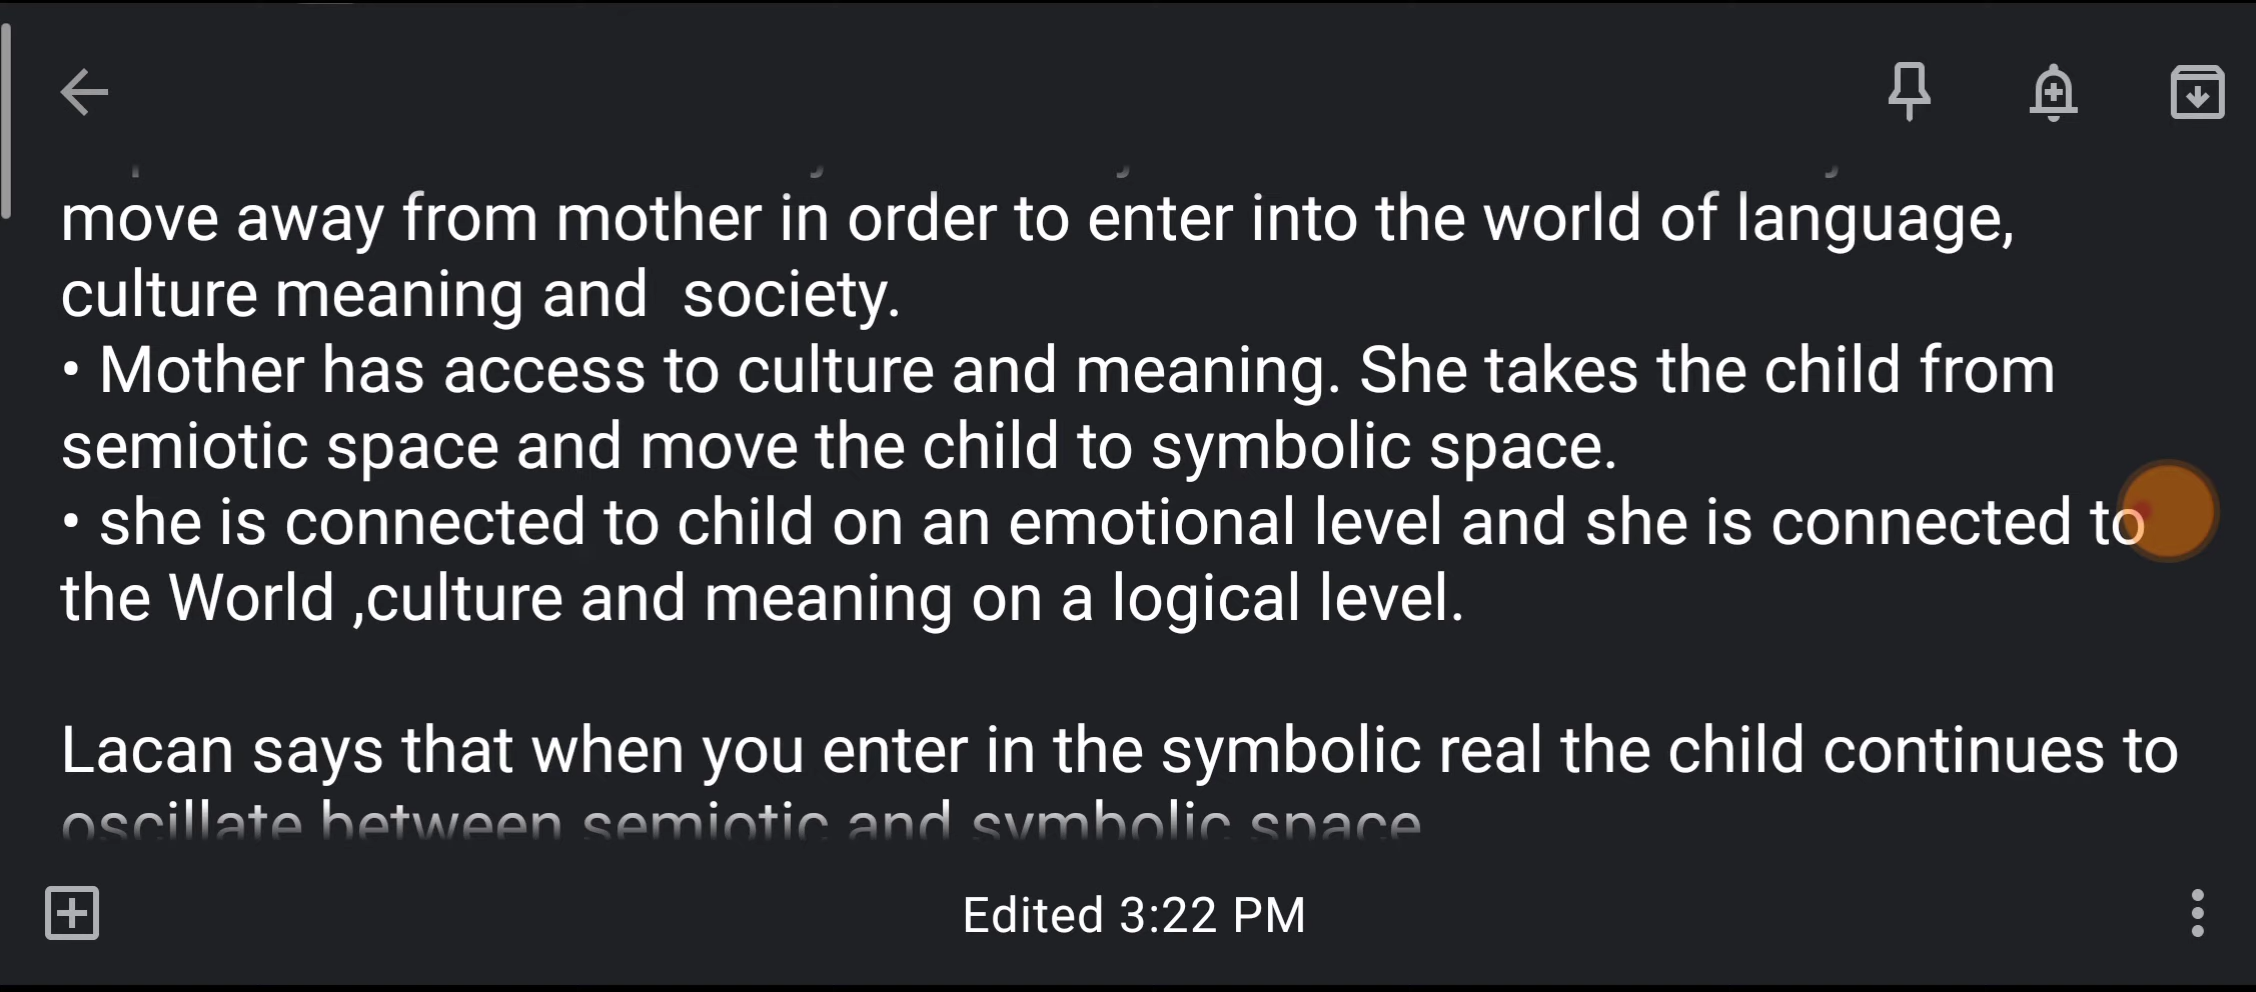 move away from mother in order to enter into the world of language,
culture meaning and  society.
• Mother has access to culture and meaning. She takes the child from
semiotic space and move the child to symbolic space.
• she is connected to child on an emotional level and she is connected to
the World ,culture and meaning on a logical level.
Lacan says that when you enter in the symbolic real the child continues to
oscillate between semiotic and symbolic space
Edited 3:22 PM